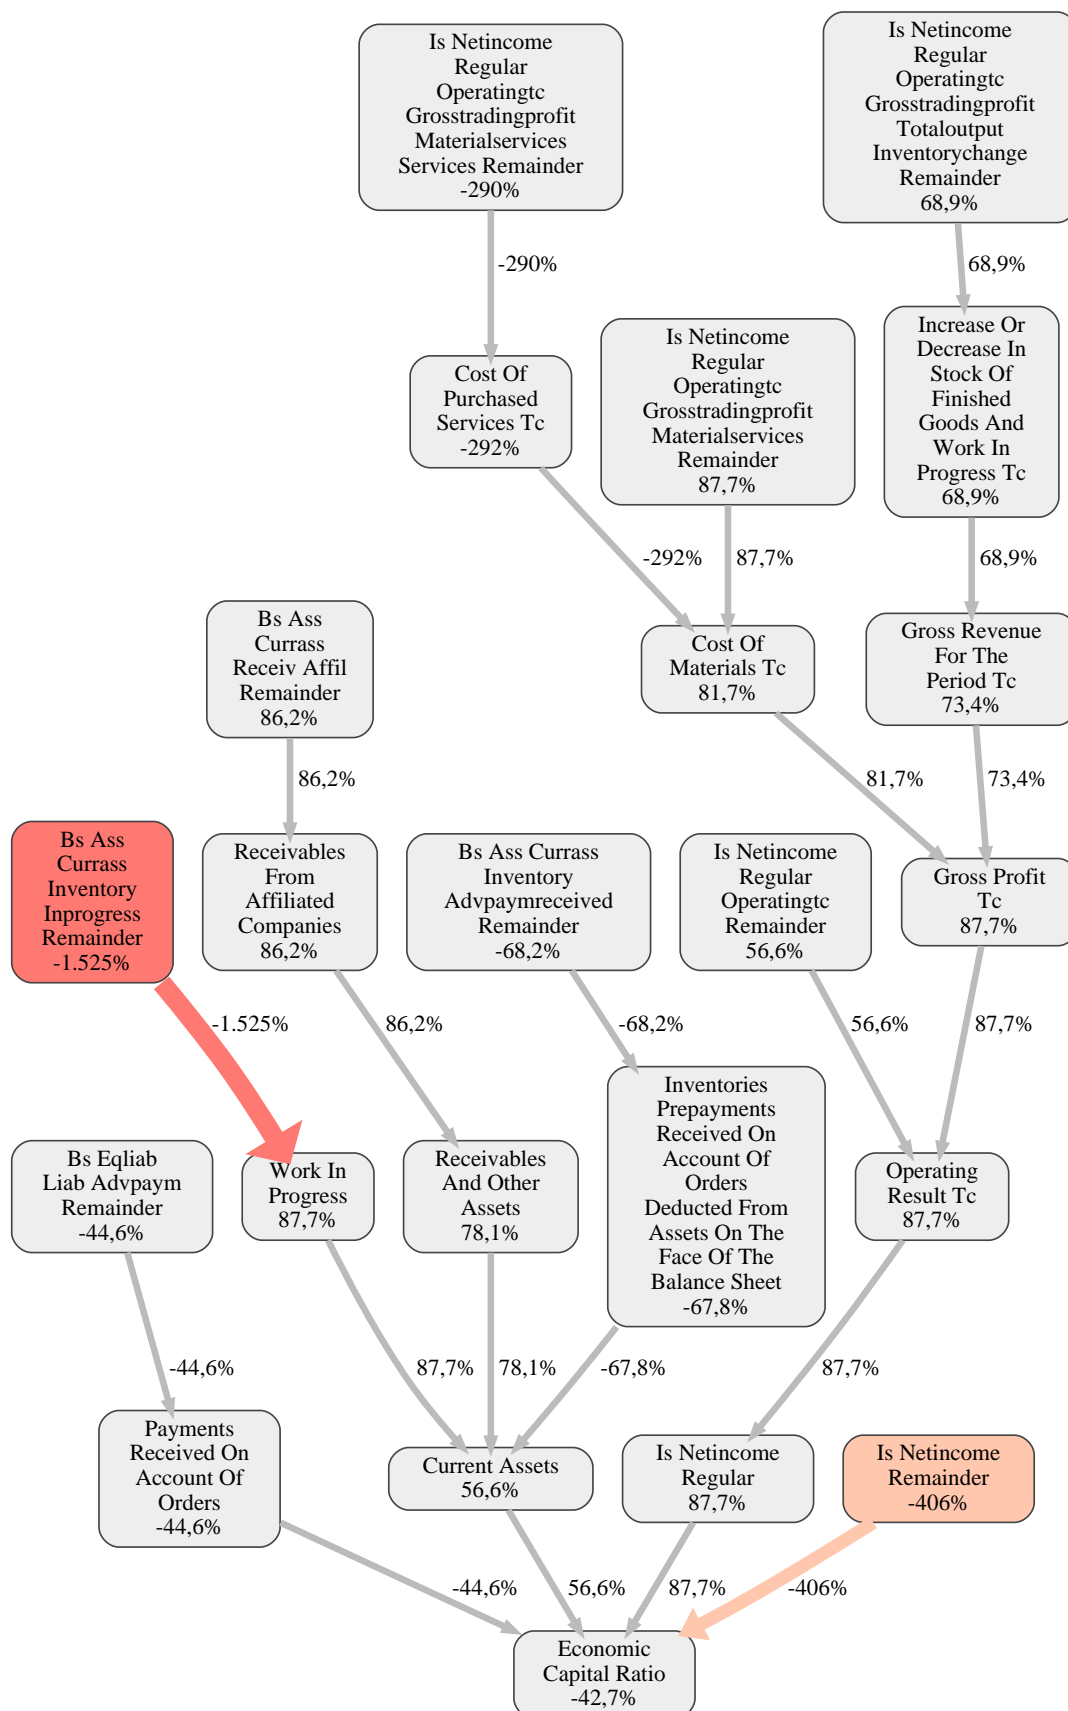 Is Netincome
Regular
Operatingtc
Grosstradingprofit
Materialservices
Services Remainder
-290%
Is Netincome
Regular
Operatingtc
Grosstradingprofit
Totaloutput
Inventorychange
Remainder
68,9%
-290%
68,9%
Cost Of
Purchased
Services Tc
-292%
Is Netincome
Regular
Operatingtc
Grosstradingprofit
Materialservices
Remainder
87,7%
Increase Or
Decrease In
Stock Of
Finished
Goods And
Work In
Progress Tc
68,9%
-292%
87,7%
68,9%
Bs Ass
Currass
Receiv Affil
Remainder
86,2%
Cost Of
Materials Tc
81,7%
Gross Revenue
For The
Period Tc
73,4%
86,2%
81,7%
73,4%
Bs Ass
Currass
Inventory
Inprogress
Remainder
-1.525%
Receivables
From
Affiliated
Companies
86,2%
Bs Ass Currass
Inventory
Advpaymreceived
Remainder
-68,2%
Is Netincome
Regular
Operatingtc
Remainder
56,6%
Gross Profit
Tc
87,7%
-1.525%
86,2%
-68,2%
56,6%
87,7%
Bs Eqliab
Liab Advpaym
Remainder
-44,6%
Work In
Progress
87,7%
Receivables
And Other
Assets
78,1%
Inventories
Prepayments
Received On
Account Of
Orders
Deducted From
Assets On The
Face Of The
Balance Sheet
-67,8%
Operating
Result Tc
87,7%
-44,6%
87,7%
78,1%
-67,8%
87,7%
Payments
Received On
Account Of
Orders
-44,6%
Current Assets
56,6%
Is Netincome
Regular
87,7%
Is Netincome
Remainder
-406%
-44,6%
56,6%
87,7%
-406%
Economic
Capital Ratio
-42,7%